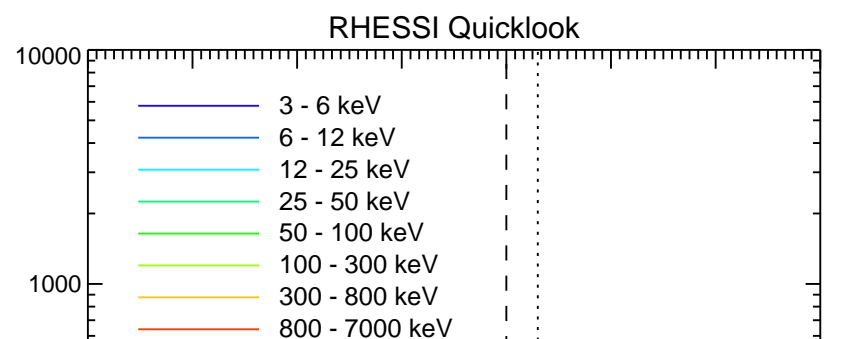 RHESSI Quicklook
10000
3 - 6 keV
6 - 12 keV
12 - 25 keV
25 - 50 keV
50 - 100 keV
100 - 300 keV
1000
300 - 800 keV
800 - 7000 keV